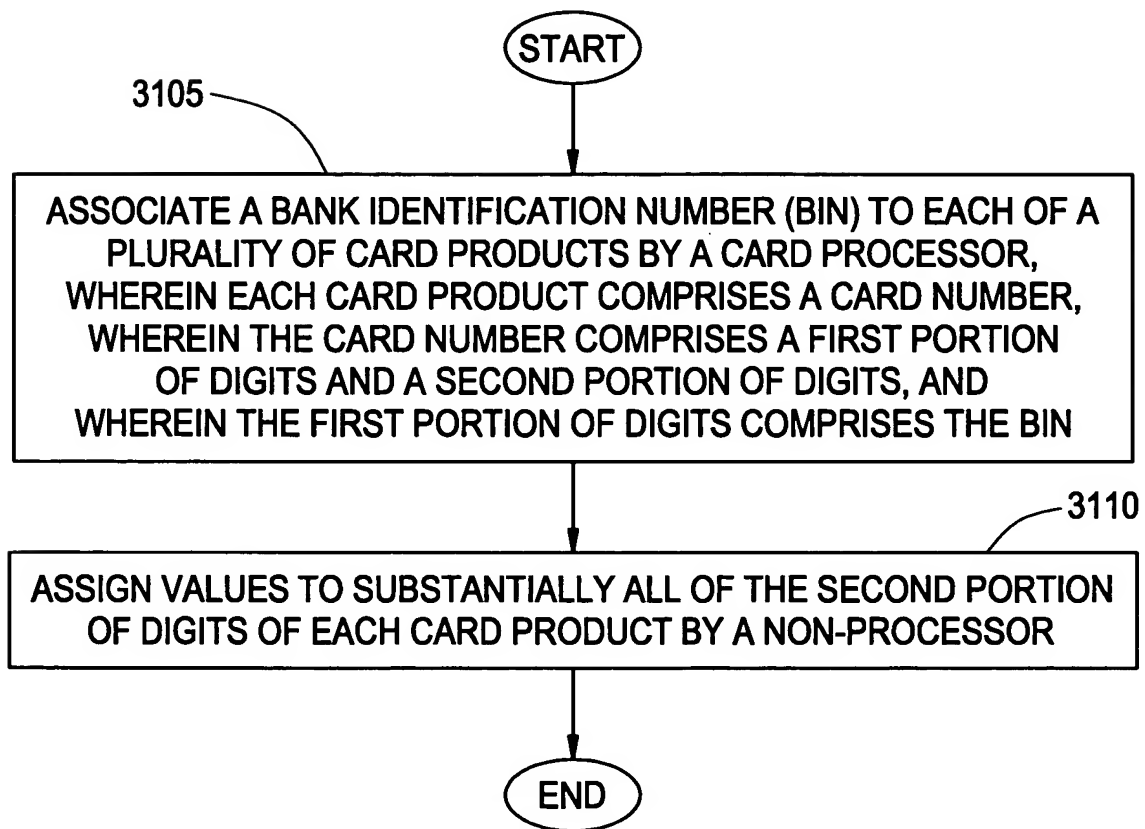 START
3105
ASSOCIATE A BANK IDENTIFICATION NUMBER (BIN) TO EACH OF A
PLURALITY OF CARD PRODUCTS BY A CARD PROCESSOR,
WHEREIN EACH CARD PRODUCT COMPRISES A CARD NUMBER,
WHEREIN THE CARD NUMBER COMPRISES A FIRST PORTION
OF DIGITS AND A SECOND PORTION OF DIGITS, AND
WHEREIN THE FIRST PORTION OF DIGITS COMPRISES THE BIN
3110
ASSIGN VALUES TO SUBSTANTIALLY ALL OF THE SECOND PORTION
OF DIGITS OF EACH CARD PRODUCT BY A NON-PROCESSOR
END